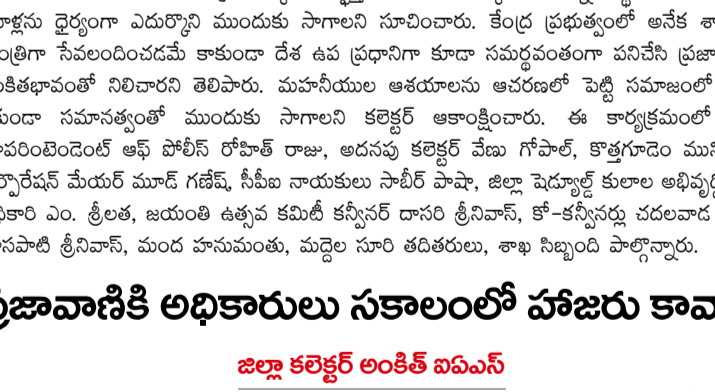 ళ్లను ధైర్యంగా ఎదుర్కొని ముందుకు సాగాలని సూచించారు. కేంద్ర ప్రభుత్వంలో అనేక శా
ంత్రిగా సేవలందించడమే కాకుండా దేశ ఉప ప్రధానిగా కూడా సమర్థవంతంగా పనిచేసి ప్రజా
కితభావంతో నిలిచారని తెలిపారు. మహనీయుల ఆశయాలను ఆచరణలో పెట్టి సమాజంలో
కుండా సమానత్వంతో ముందుకు సాగాలని కలెక్టర్ ఆకాంక్షించారు. ఈ కార్యక్రమంలో
పరింటెండెంట్ ఆఫ్ పోలీస్ రోహిత్ రాజు, అదనపు కలెక్టర్ వేణు గోపాల్, కొత్తగూడెం ముని
ర్పొరేషన్ మేయర్ మూడ్ గణేష్, సీపీఐ నాయకులు సాబీర్ పాషా, జిల్లా షెడ్యూల్డ్ కులాల అభివృద్ధి
ధికారి ఎం. శ్రీలత, జయంతి ఉత్సవ కమిటీ కన్వీనర్ దాసరి శ్రీనివాస్, కో-కన్వీనర్లు చదలవాడ
సపాటి శ్రీనివాస్, మంద హనుమంతు, మద్దెల సూరి తదితరులు, శాఖ సిబ్బంది పాల్గొన్నారు.
ప్రజావాణికి అధికారులు సకాలంలో హాజరు కావా
జిల్లా కలెక్టర్ అంకిత్ ఐఏఎస్